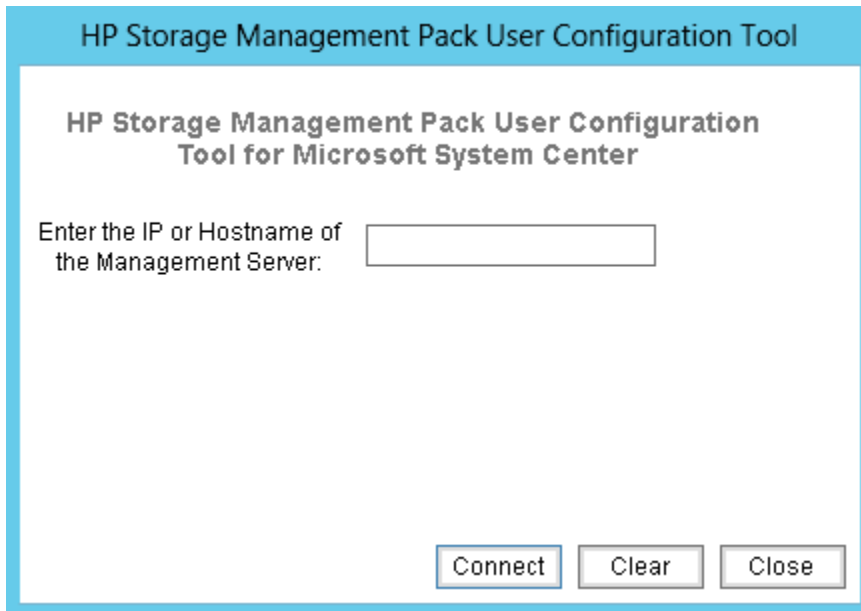 HP Storage Management Pack User Configuration Tool
HP Storage Management Pack User Configuration
Tool for Microsoft System Center
Enter the IP or Hostname of
the Management Server:
Connect
Clear
Close